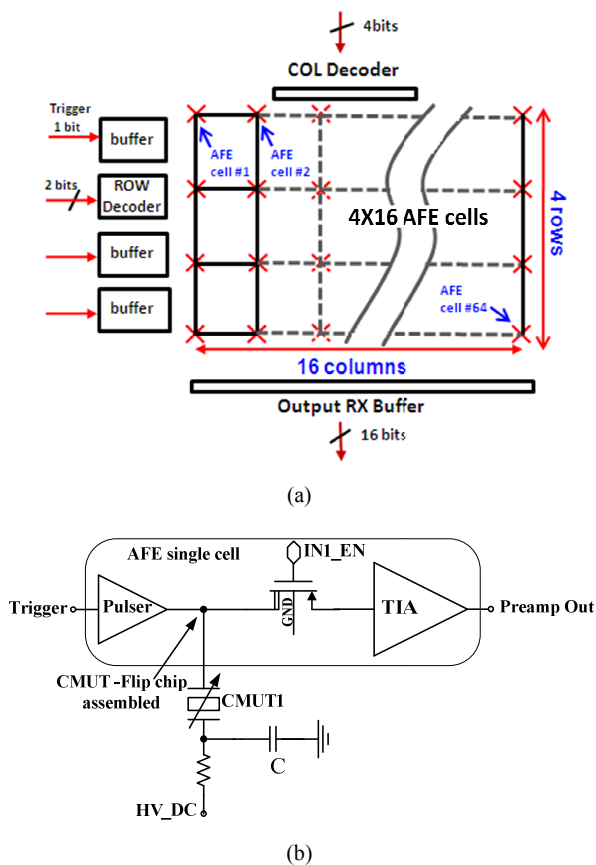 4bits
COL Decoder
Trigger
1 bit
buffer
AFE
cell #1
AFE
cell #2
2 bits
ROW
Decoder
4X16 AFE cells
4 rows
buffer
buffer
AFE
cell #64
16 columns
Output RX Buffer
16 bits
(a)
AFE single cell
IN1_EN
Trigger
Pulser
GND
TIA
Preamp Out
CMUT -Flip chip
assembled
CMUT1
C
HV_DC
(b)